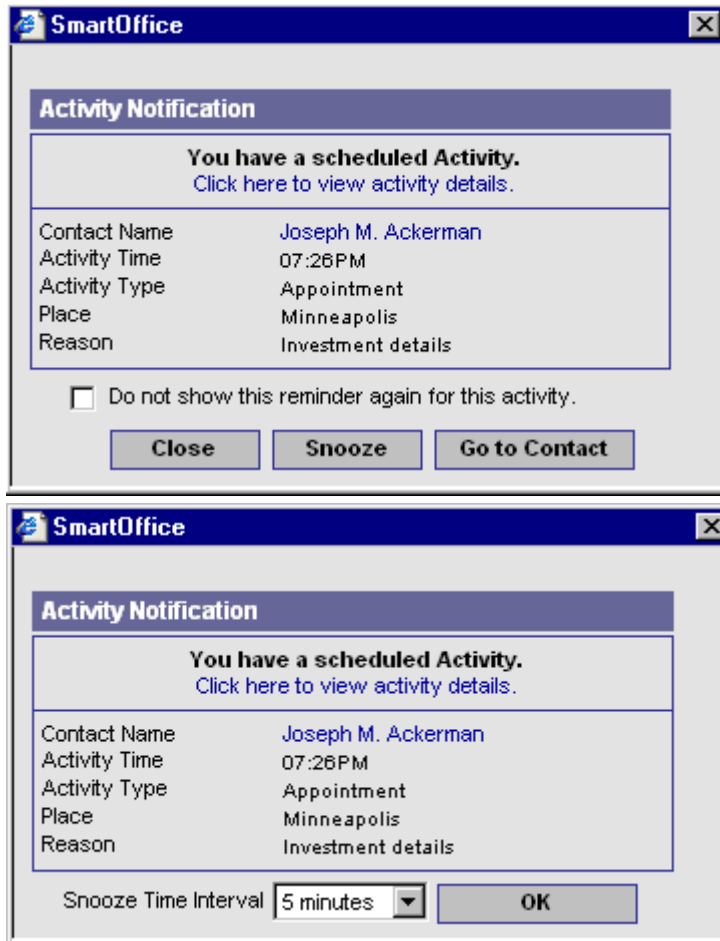 SmartOffice
Activity Notification
You have a scheduled Activity.
Click here to view activity details.
Contact Name Joseph M. Ackerman
Activity Time 07:26PM
Activity Type Appointment
Place Minneapolis
Reason Investment details
Do not show this reminder again for this activity.
Close Snooze Go to Contact
SmartOffice
Activity Notification
You have a scheduled Activity.
Click here to view activity details.
Contact Name Joseph M. Ackerman
Activity Time 07:26PM
Activity Type Appointment
Place Minneapolis
Reason Investment details
Snooze Time Interval 5 minutes OK